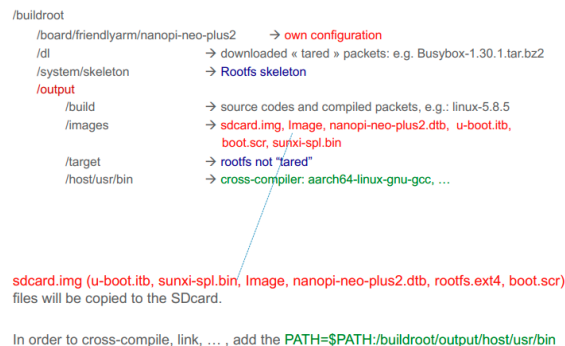 /buildroot
/board/friendlyarm/nanopi-neo-plus2 → own configuration
/dl → downloaded « tared » packets: e.g. Busybox-1.30.1.tar.bz2
/system/skeleton → Rootfs skeleton
/output
/build → source codes and compiled packets, e.g.: linux-5.8.5
/images → sdcard.img, Image, nanopi-neo-plus2.dtb, u-boot.itb,
boot.scr, sunxi-spl.bin
/target → rootfs not “tared”
/host/usr/bin → cross-compiler: aarch64-linux-gnu-gcc, …
sdcard.img (u-boot.itb, sunxi-spl.bin, Image, nanopi-neo-plus2.dtb, rootfs.ext4, boot.scr)
files will be copied to the SDcard.
In order to cross-compile, link, … , add the PATH=$PATH:/buildroot/output/host/usr/bin